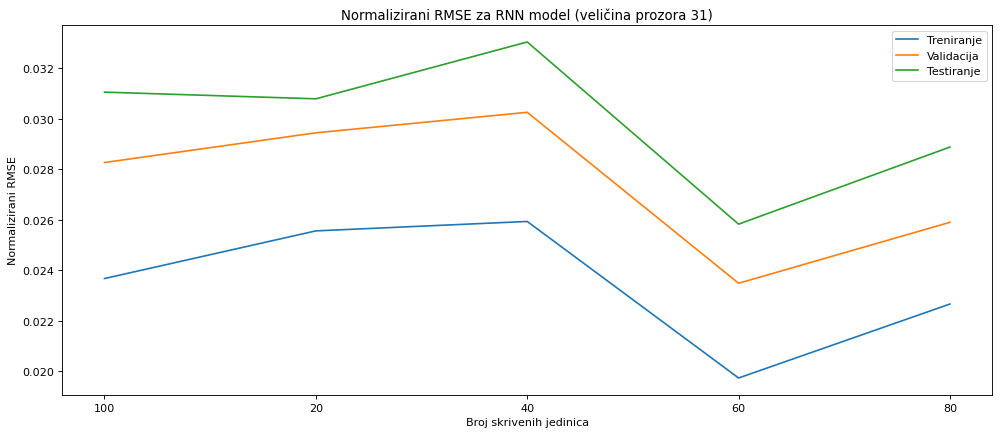 Normalizirani RMSE za RNN model (veličina prozora 31)
Treniranje
Validacija
Testiranje
Normalizirani RMSE
0.032
0.030
0.028
0.026
0.024
0.022
0.020
100 20 40 60 80
Broj skrivenih jedinica